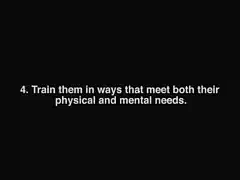 4. Train them in ways that meet both their
physical and mental needs.